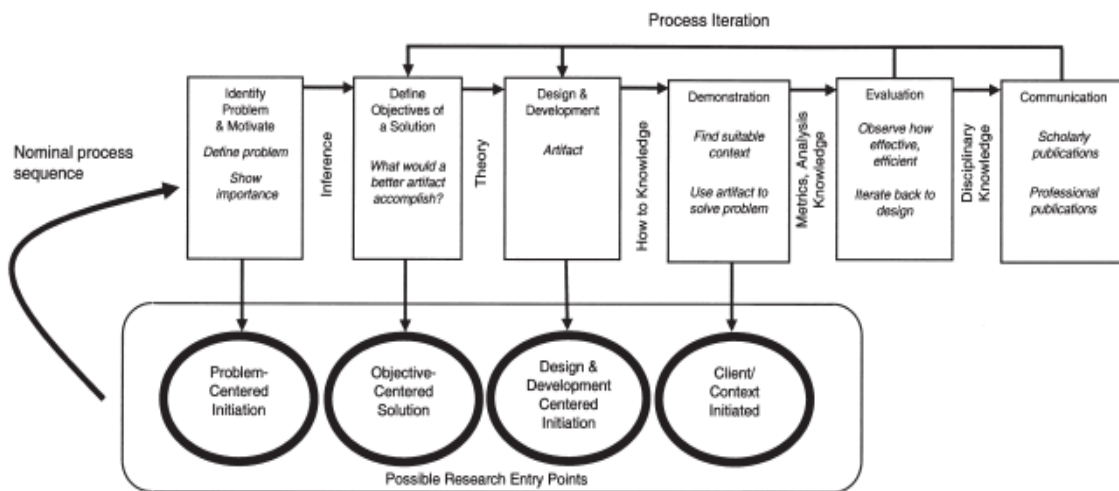 Process Iteration
Nominal process
sequence
Identify
Problem
& Motivate
Define problem
Show
importance
Inference
Define
Objectives of
a Solution
What would a
better artifact
accomplish?
Theory
Design &
Development
Artifact
How to Knowledge
Demonstration
Find suitable
context
Use artifact to
solve problem
Metrics, Analysis
Knowledge
Evaluation
Observe how
effective,
efficient
Iterate back to
design
Disciplinary
Knowledge
Communication
Scholarly
publications
Professional
publications
Problem-
Centered
Initiation
Objective-
Centered
Solution
Design &
Development
Centered
Initiation
Client/
Context
Initiated
Possible Research Entry Points